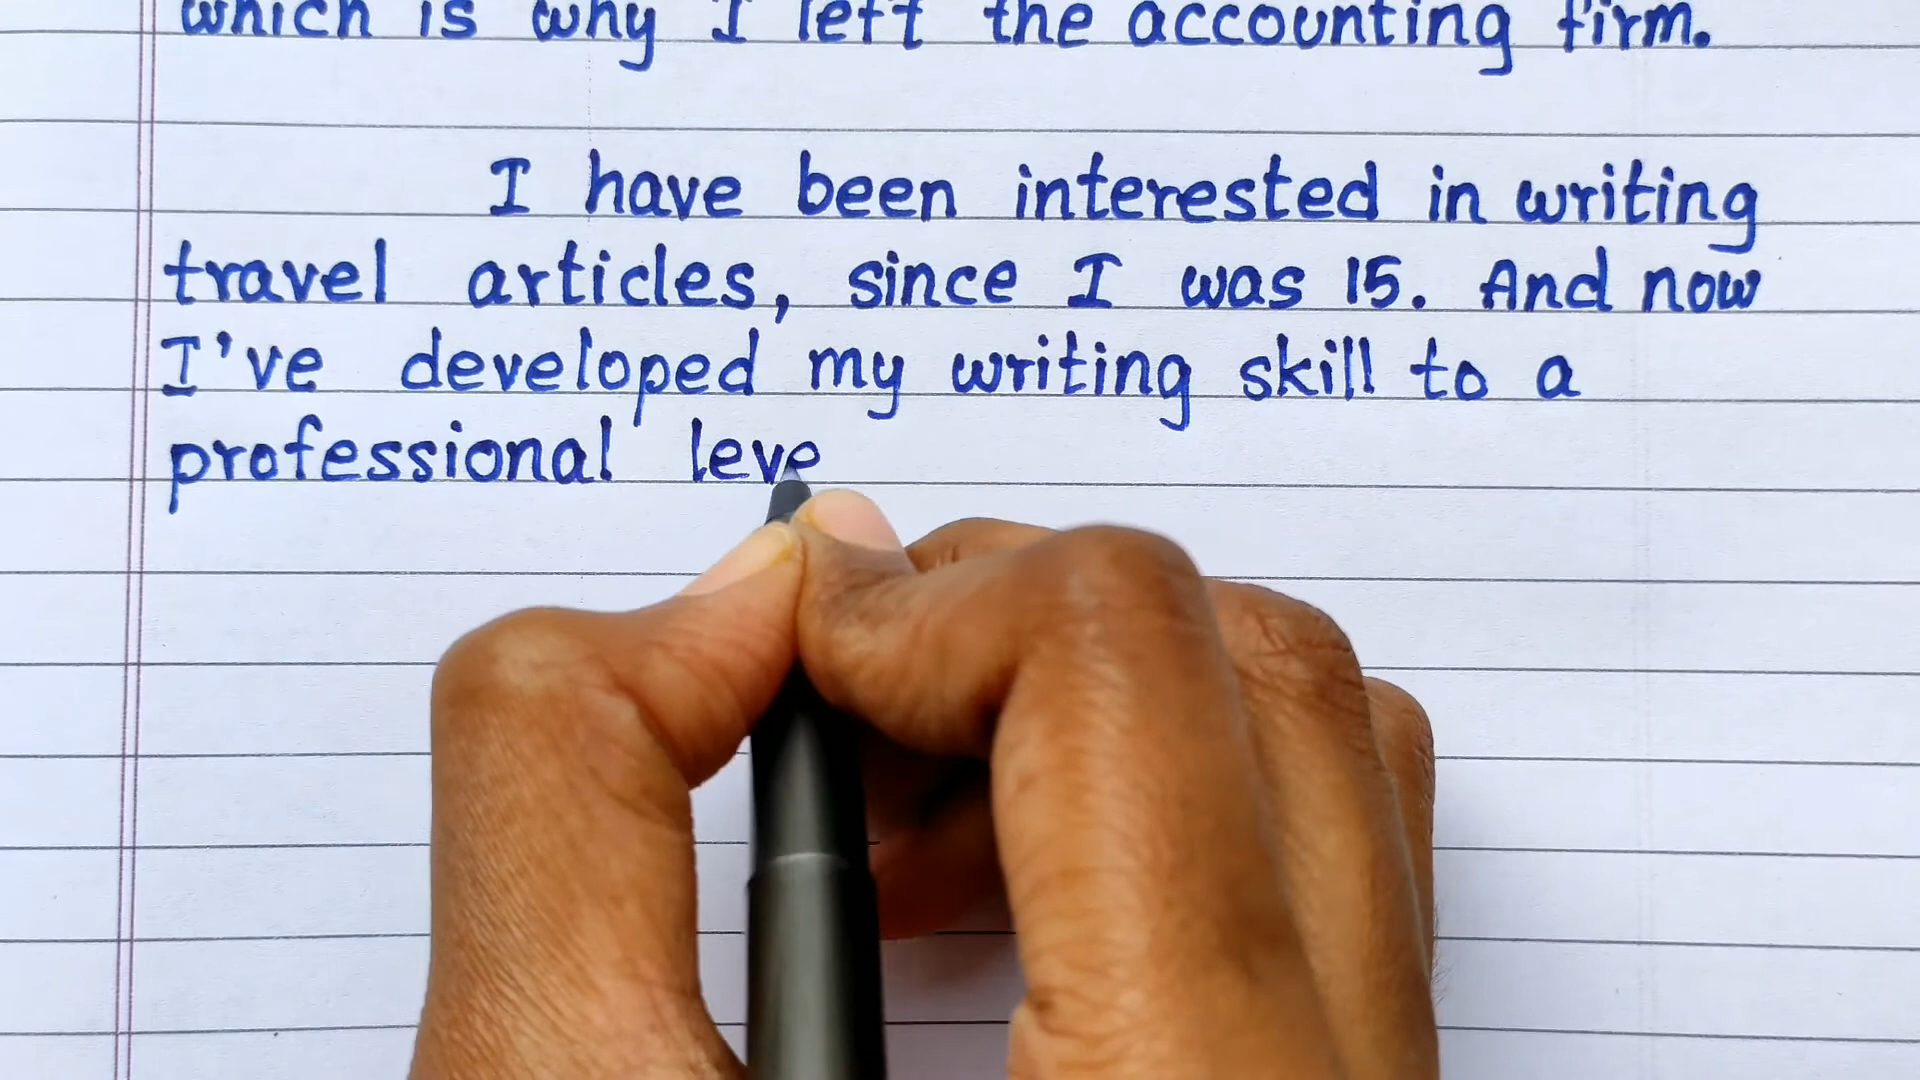 which is why I left the accounting firm.
I have been interested in writing
travel articles, since I was 15. And now
I've developed my writing skill to a
professional leve